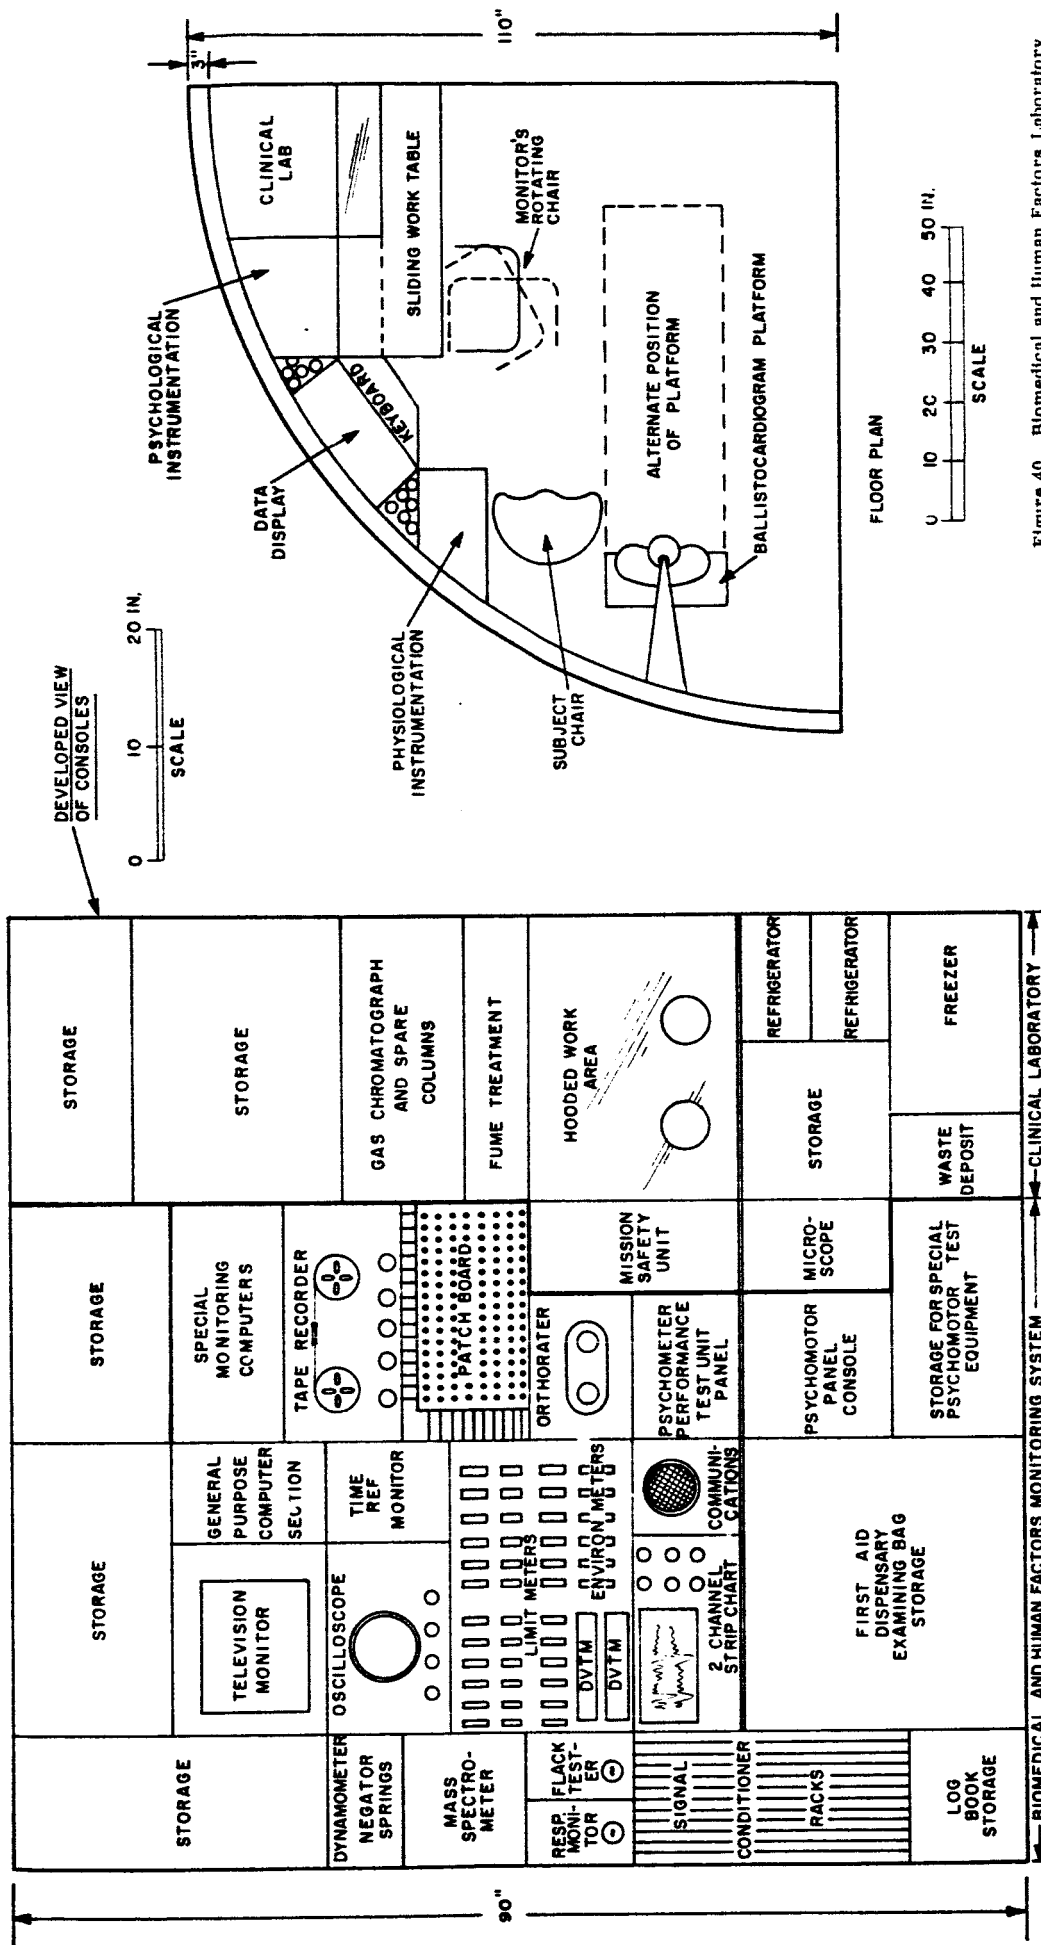 DEVELOPED VIEW
OF CONSOLES
0 10 20 IN.
SCALE
90"
STORAGE
DYNAMOMETER
NEGATOR
SPRINGS
MASS
SPECTRO-
METER
RESP.
MONI-
TOR
FLACK
TEST-
ER
SIGNAL
CONDITIONER
RACKS
LOG
BOOK
STORAGE
STORAGE
TELEVISION
MONITOR
GENERAL
PURPOSE
COMPUTER
SECTION
OSCILLOSCOPE
TIME
REF
MONITOR
LIMIT METERS
ENVIRON METERS
DVTM
DVTM
2 CHANNEL
STRIP CHART
COMMUNI-
CATIONS
FIRST AID
DISPENSARY
EXAMINING BAG
STORAGE
STORAGE
SPECIAL
MONITORING
COMPUTERS
TAPE RECORDER
PATCH BOARD
ORTHORATER
MISSION
SAFETY
UNIT
PSYCHOMETER
PERFORMANCE
TEST UNIT
PANEL
PSYCHOMOTOR
PANEL
CONSOLE
MICRO-
SCOPE
STORAGE FOR SPECIAL
PSYCHOMOTOR TEST
EQUIPMENT
STORAGE
STORAGE
GAS CHROMATOGRAPH
AND SPARE
COLUMNS
FUME TREATMENT
HOODED WORK
AREA
STORAGE
REFRIGERATOR
REFRIGERATOR
WASTE
DEPOSIT
FREEZER
BIOMEDICAL AND HUMAN FACTORS MONITORING SYSTEM
CLINICAL LABORATORY
3"
110"
PSYCHOLOGICAL
INSTRUMENTATION
CLINICAL
LAB
DATA
DISPLAY
KEYBOARD
SLIDING WORK TABLE
PHYSIOLOGICAL
INSTRUMENTATION
MONITOR'S
ROTATING
CHAIR
SUBJECT
CHAIR
ALTERNATE POSITION
OF PLATFORM
BALLISTOCARDIOGRAM PLATFORM
FLOOR PLAN
0 10 20 30 40 50 IN.
SCALE
Figure 40 Biomedical and Human Factors Laboratory